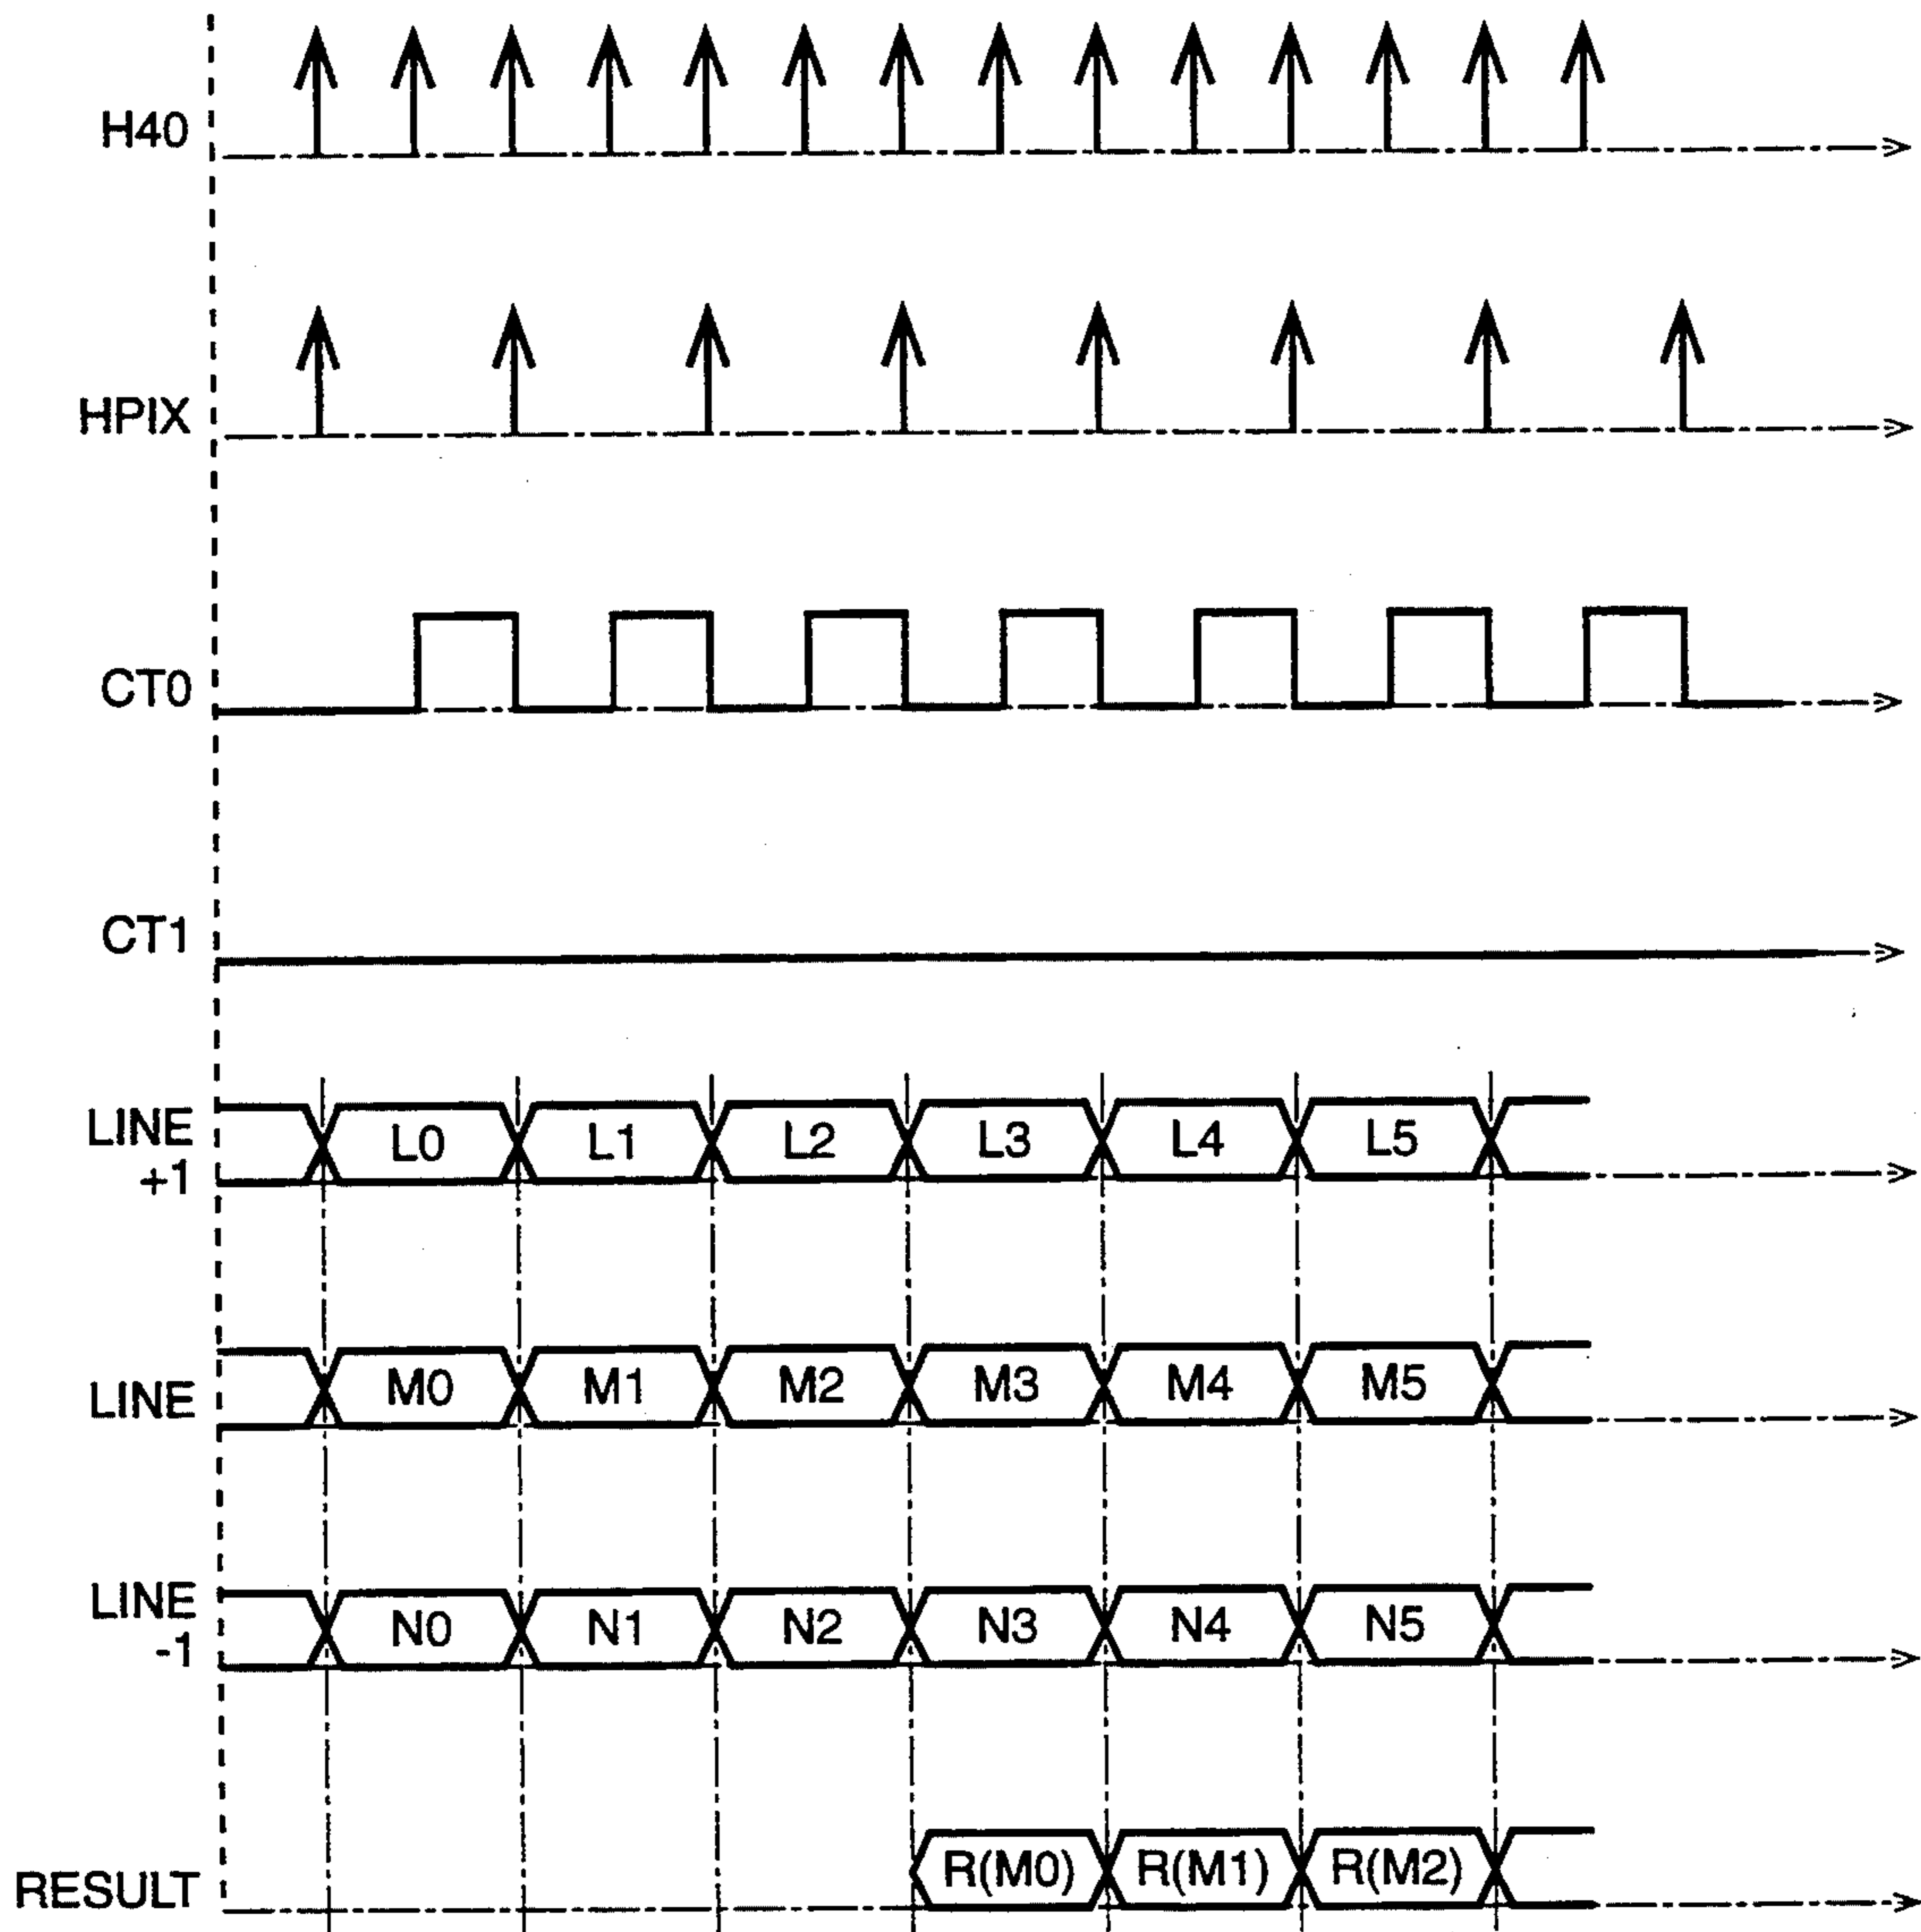 H40
HPIX
CT0
CT1
LINE
+1
L0 L1 L2 L3 L4 L5
LINE
M0 M1 M2 M3 M4 M5
LINE
-1
N0 N1 N2 N3 N4 N5
RESULT
R(M0) R(M1) R(M2)